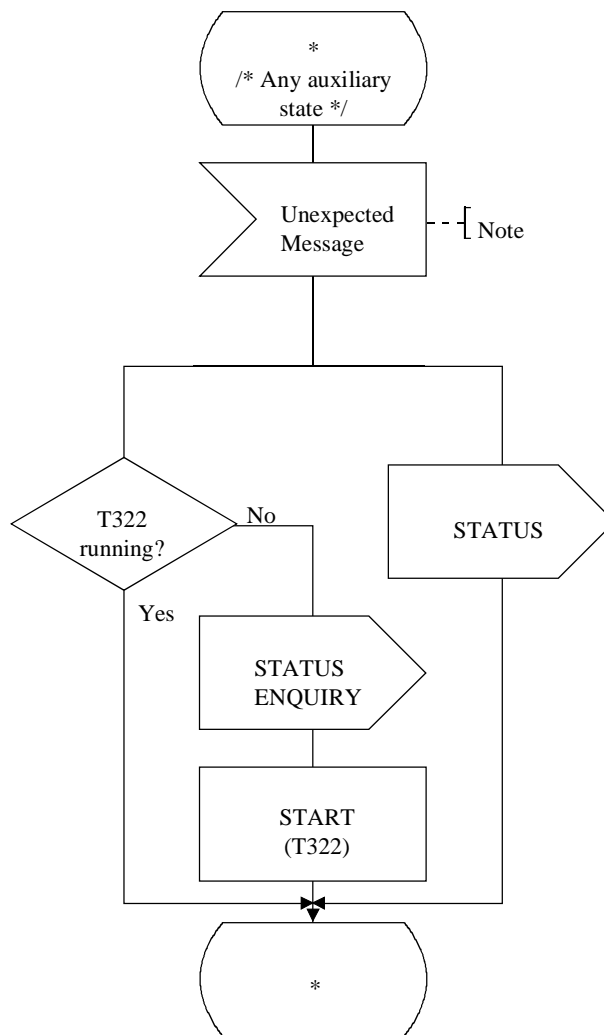 *
/* Any auxiliary
state */
Unexpected
Message
Note
T322
running?
No
Yes
STATUS
STATUS
ENQUIRY
START
(T322)
*